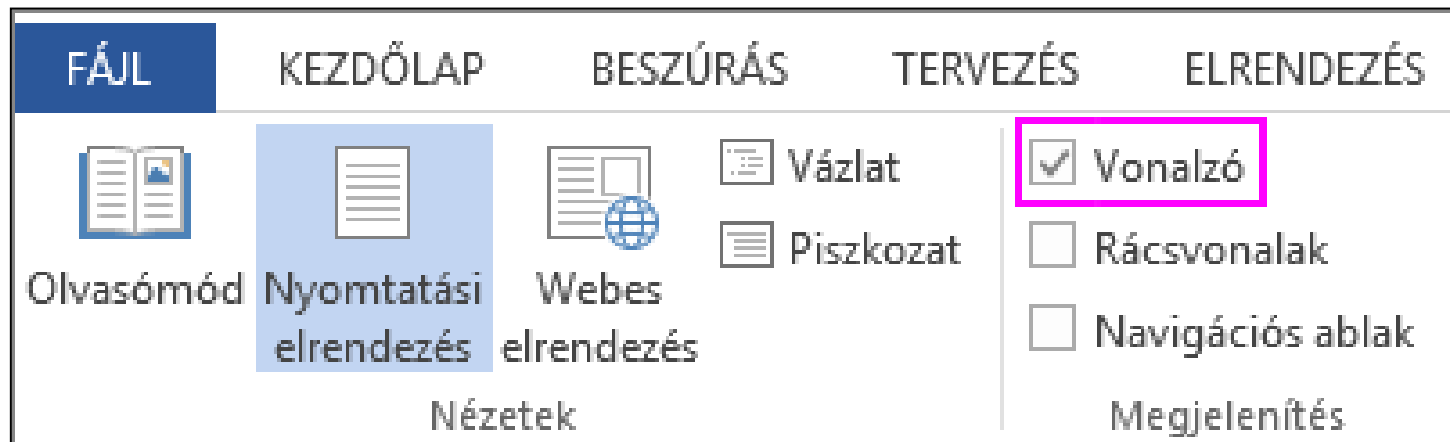 FÁJL KEZDŐLAP BESZÚRÁS TERVEZÉS ELRENDEZÉS
Olvasómód
Nyomtatási
elrendezés
Webes
elrendezés
Vázlat
Piszkozat
Nézetek
Vonalzó
Rácsvonalak
Navigációs ablak
Megjelenítés